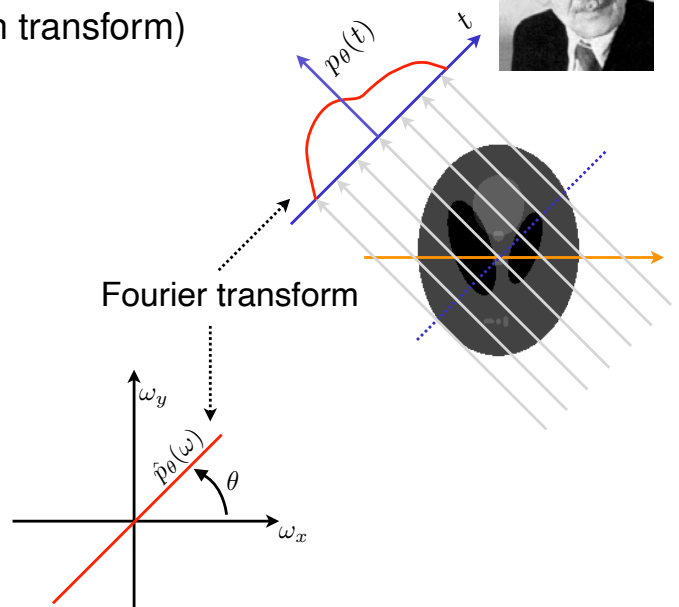 n transform)
t
pθ(t)
Fourier transform
ωy
p̂θ(ω)
θ
ωx